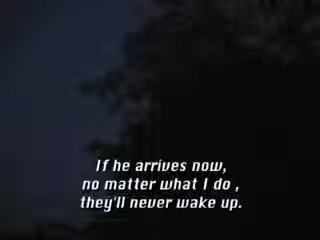 If he arrives now,
no matter what I do ,
they'll never wake up.